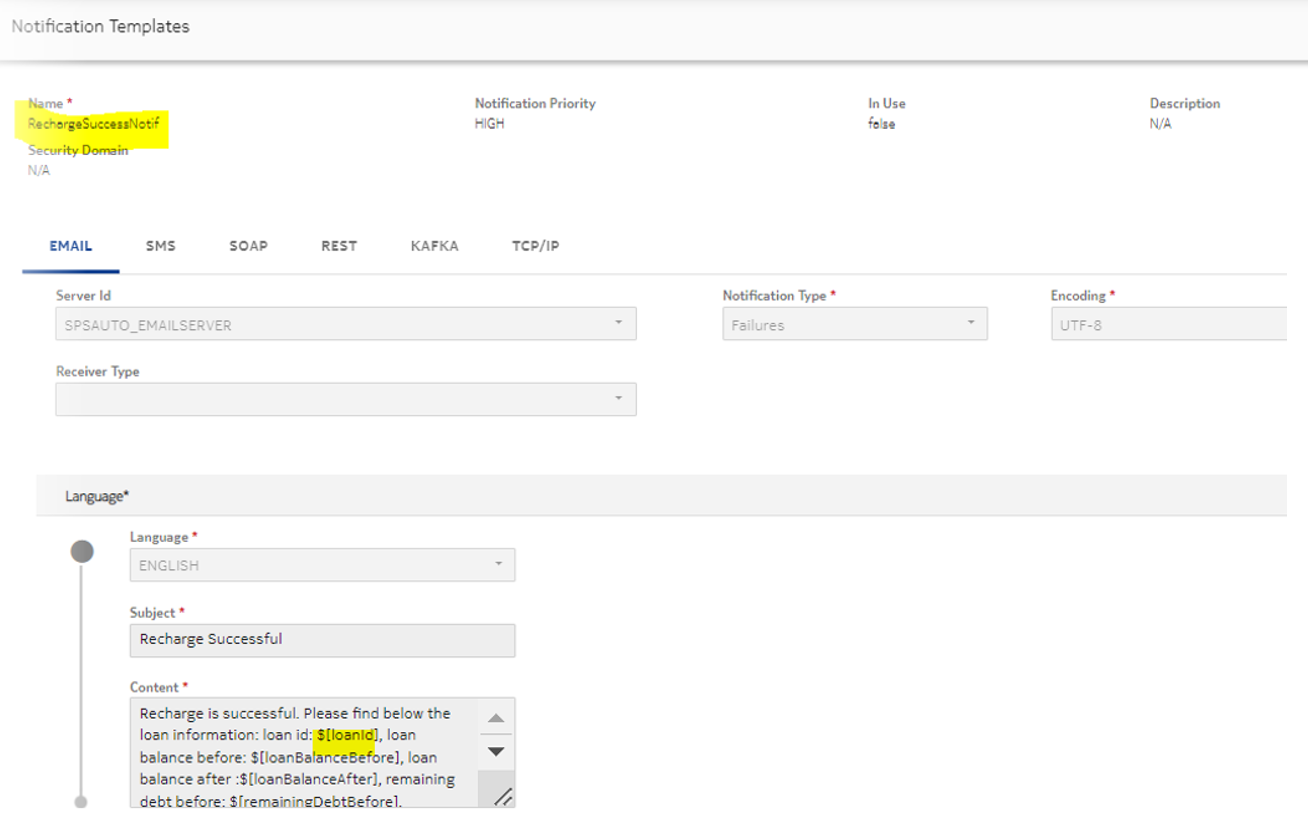 Notification Templates
Name *
RechargeSuccessNotif
Notification Priority
HIGH
In Use
false
Description
N/A
Security Domain
N/A
EMAIL SMS SOAP REST KAFKA TCP/IP
Server Id
SPSAUTO_EMAILSERVER
Notification Type *
Failures
Encoding *
UTF-8
Receiver Type
Language*
Language *
ENGLISH
Subject *
Recharge Successful
Content *
Recharge is successful. Please find below the
loan information: loan id: $[loanId], loan
balance before: $[loanBalanceBefore], loan
balance after :$[loanBalanceAfter], remaining
debt before: $[remainingDebtBefore],